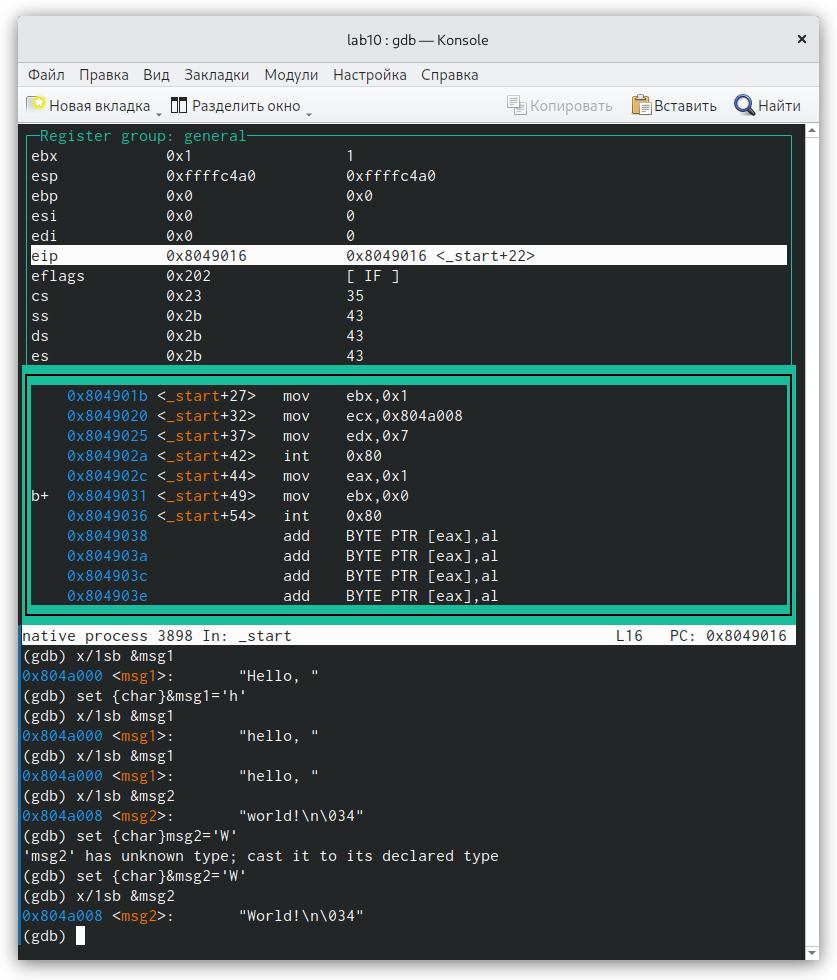 lab10 : gdb — Konsole
Файл Правка Вид Закладки Модули Настройка Справка
Новая вкладка Разделить окно Копировать Вставить Найти
Register group: general
ebx 0x1 1
esp 0xffffc4a0 0xffffc4a0
ebp 0x0 0x0
esi 0x0 0
edi 0x0 0
eip 0x8049016 0x8049016 <_start+22>
eflags 0x202 [ IF ]
cs 0x23 35
ss 0x2b 43
ds 0x2b 43
es 0x2b 43
0x804901b <_start+27> mov ebx,0x1
0x8049020 <_start+32> mov ecx,0x804a008
0x8049025 <_start+37> mov edx,0x7
0x804902a <_start+42> int 0x80
0x804902c <_start+44> mov eax,0x1
b+ 0x8049031 <_start+49> mov ebx,0x0
0x8049036 <_start+54> int 0x80
0x8049038 add BYTE PTR [eax],al
0x804903a add BYTE PTR [eax],al
0x804903c add BYTE PTR [eax],al
0x804903e add BYTE PTR [eax],al
native process 3898 In: _start L16 PC: 0x8049016
(gdb) x/1sb &msg1
0x804a000 <msg1>: "Hello, "
(gdb) set {char}&msg1='h'
(gdb) x/1sb &msg1
0x804a000 <msg1>: "hello, "
(gdb) x/1sb &msg1
0x804a000 <msg1>: "hello, "
(gdb) x/1sb &msg2
0x804a008 <msg2>: "world!\n\034"
(gdb) set {char}msg2='W'
'msg2' has unknown type; cast it to its declared type
(gdb) set {char}&msg2='W'
(gdb) x/1sb &msg2
0x804a008 <msg2>: "World!\n\034"
(gdb)